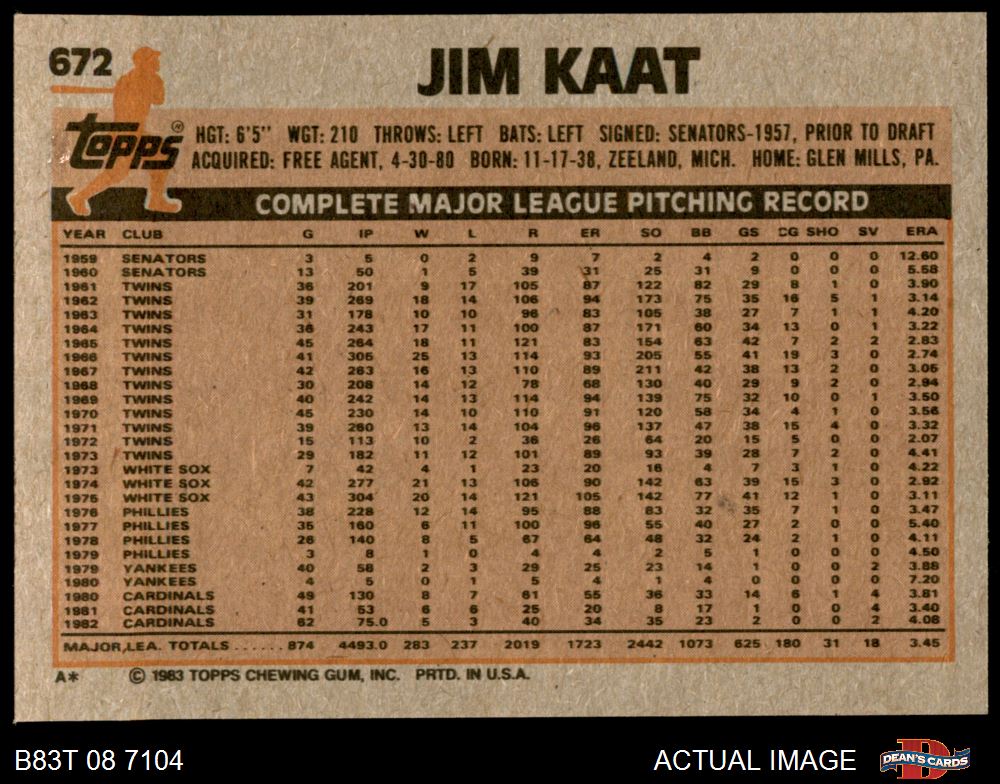 672
JIM KAAT
Topps®
HGT: 6'5" WGT: 210 THROWS: LEFT BATS: LEFT SIGNED: SENATORS-1957, PRIOR TO DRAFT
ACQUIRED: FREE AGENT, 4-30-80 BORN: 11-17-38, ZEELAND, MICH. HOME: GLEN MILLS, PA.
COMPLETE MAJOR LEAGUE PITCHING RECORD
YEAR CLUB G IP W L R ER SO BB GS CG SHO SV ERA
1959 SENATORS 3 5 0 2 9 7 2 4 2 0 0 0 12.60
1960 SENATORS 13 50 1 5 39 31 25 31 9 0 0 0 5.58
1961 TWINS 36 201 9 17 105 87 122 82 29 8 1 0 3.90
1962 TWINS 39 269 18 14 106 94 173 75 35 16 5 1 3.14
1963 TWINS 31 178 10 10 96 83 105 38 27 7 1 1 4.20
1964 TWINS 36 243 17 11 100 87 171 60 34 13 0 1 3.22
1965 TWINS 45 264 18 11 121 83 154 63 42 7 2 2 2.83
1966 TWINS 41 305 25 13 114 93 205 55 41 19 3 0 2.74
1967 TWINS 42 263 16 13 110 89 211 42 38 13 2 0 3.05
1968 TWINS 30 208 14 12 78 68 130 40 29 9 2 0 2.94
1969 TWINS 40 242 14 13 114 94 139 75 32 10 0 1 3.50
1970 TWINS 45 230 14 10 110 91 120 58 34 4 1 0 3.56
1971 TWINS 39 260 13 14 104 96 137 47 38 15 4 0 3.32
1972 TWINS 15 113 10 2 36 26 64 20 15 5 0 0 2.07
1973 TWINS 29 182 11 12 101 89 93 39 28 7 2 0 4.41
1973 WHITE SOX 7 42 4 1 23 20 16 4 7 3 1 0 4.22
1974 WHITE SOX 42 277 21 13 106 90 142 63 39 15 3 0 2.92
1975 WHITE SOX 43 304 20 14 121 105 142 77 41 12 1 0 3.11
1976 PHILLIES 38 228 12 14 95 88 83 32 35 7 1 0 3.47
1977 PHILLIES 35 160 6 11 100 96 55 40 27 2 0 0 5.40
1978 PHILLIES 26 140 8 5 67 64 48 32 24 2 1 0 4.11
1979 PHILLIES 3 8 1 0 4 4 2 5 1 0 0 0 4.50
1979 YANKEES 40 58 2 3 29 25 23 14 1 0 0 2 3.88
1980 YANKEES 4 5 0 1 5 4 1 4 0 0 0 0 7.20
1980 CARDINALS 49 130 8 7 61 55 36 33 14 6 1 4 3.81
1981 CARDINALS 41 53 6 6 25 20 8 17 1 0 0 4 3.40
1982 CARDINALS 62 75.0 5 3 40 34 35 23 2 0 0 2 4.08
MAJOR LEA. TOTALS ...... 874 4493.0 283 237 2019 1723 2442 1073 625 180 31 18 3.45
A* © 1983 TOPPS CHEWING GUM, INC. PRTD. IN U.S.A.
B83T 08 7104 ACTUAL IMAGE DEAN'S CARDS